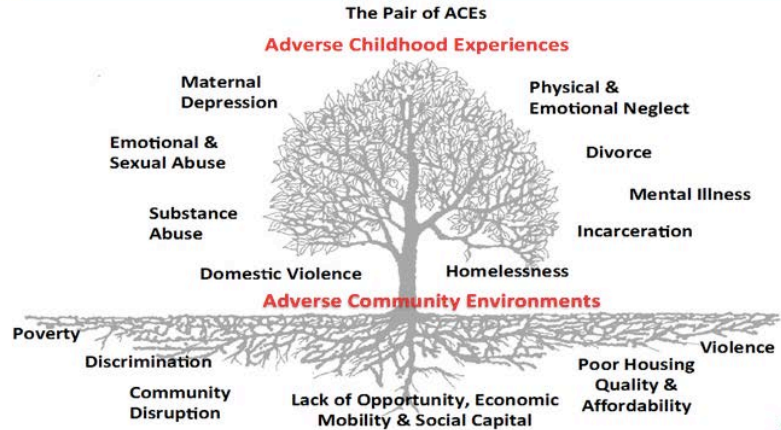 The Pair of ACEs
Adverse Childhood Experiences
Maternal
Depression
Physical &
Emotional Neglect
Emotional &
Sexual Abuse
Divorce
Mental Illness
Substance
Abuse
Incarceration
Domestic Violence
Homelessness
Adverse Community Environments
Poverty
Violence
Discrimination
Poor Housing
Quality &
Affordability
Community
Disruption
Lack of Opportunity, Economic
Mobility & Social Capital